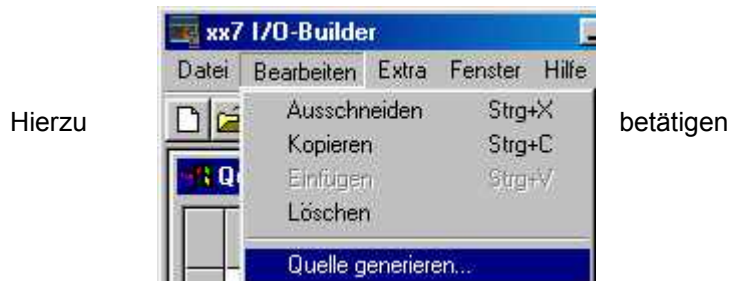 xx7 I/O-Builder
Datei Bearbeiten Extra Fenster Hilfe
Hierzu
Ausschneiden Strg+X
betätigen
Kopieren Strg+C
Einfügen Strg+V
Löschen
Quelle generieren...